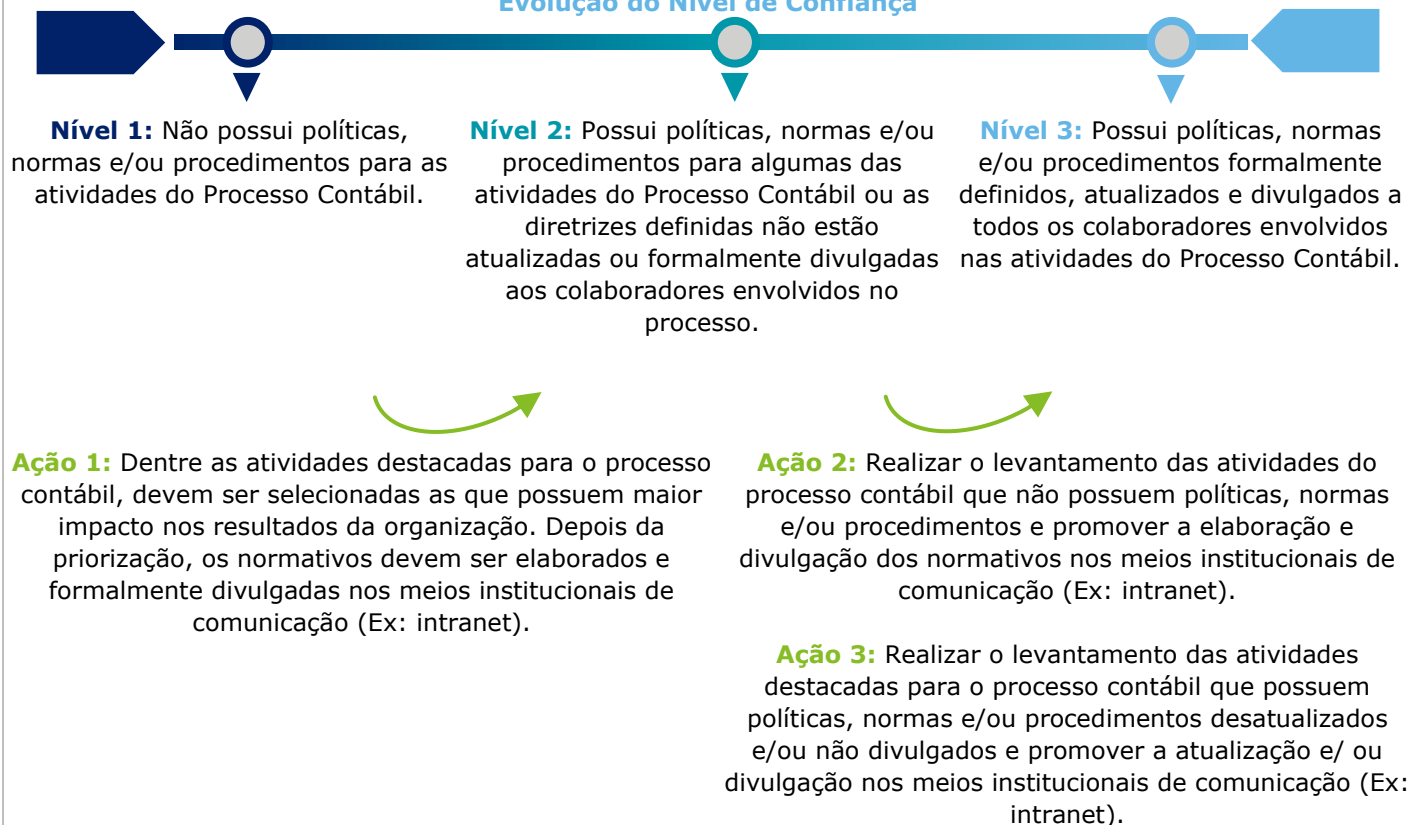 Evolução do Nível de Confiança
Nível 1: Não possui políticas,
normas e/ou procedimentos para as
atividades do Processo Contábil.
Nível 2: Possui políticas, normas e/ou
procedimentos para algumas das
atividades do Processo Contábil ou as
diretrizes definidas não estão
atualizadas ou formalmente divulgadas
aos colaboradores envolvidos no
processo.
Nível 3: Possui políticas, normas
e/ou procedimentos formalmente
definidos, atualizados e divulgados a
todos os colaboradores envolvidos
nas atividades do Processo Contábil.
Ação 1: Dentre as atividades destacadas para o processo
contábil, devem ser selecionadas as que possuem maior
impacto nos resultados da organização. Depois da
priorização, os normativos devem ser elaborados e
formalmente divulgadas nos meios institucionais de
comunicação (Ex: intranet).
Ação 2: Realizar o levantamento das atividades do
processo contábil que não possuem políticas, normas
e/ou procedimentos e promover a elaboração e
divulgação dos normativos nos meios institucionais de
comunicação (Ex: intranet).
Ação 3: Realizar o levantamento das atividades
destacadas para o processo contábil que possuem
políticas, normas e/ou procedimentos desatualizados
e/ou não divulgados e promover a atualização e/ ou
divulgação nos meios institucionais de comunicação (Ex:
intranet).